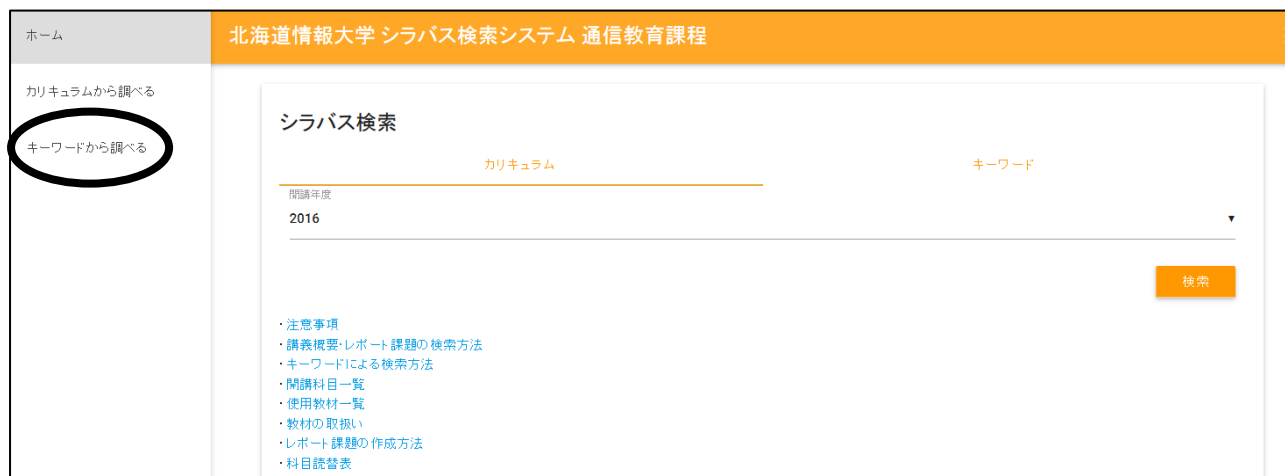 ホーム
北海道情報大学 シラバス検索システム 通信教育課程
カリキュラムから調べる
キーワードから調べる
シラバス検索
カリキュラム
キーワード
開講年度
2016
検索
・注意事項
・講義概要・レポート課題の検索方法
・キーワードによる検索方法
・開講科目一覧
・使用教材一覧
・教材の取扱い
・レポート課題の作成方法
・科目読替表